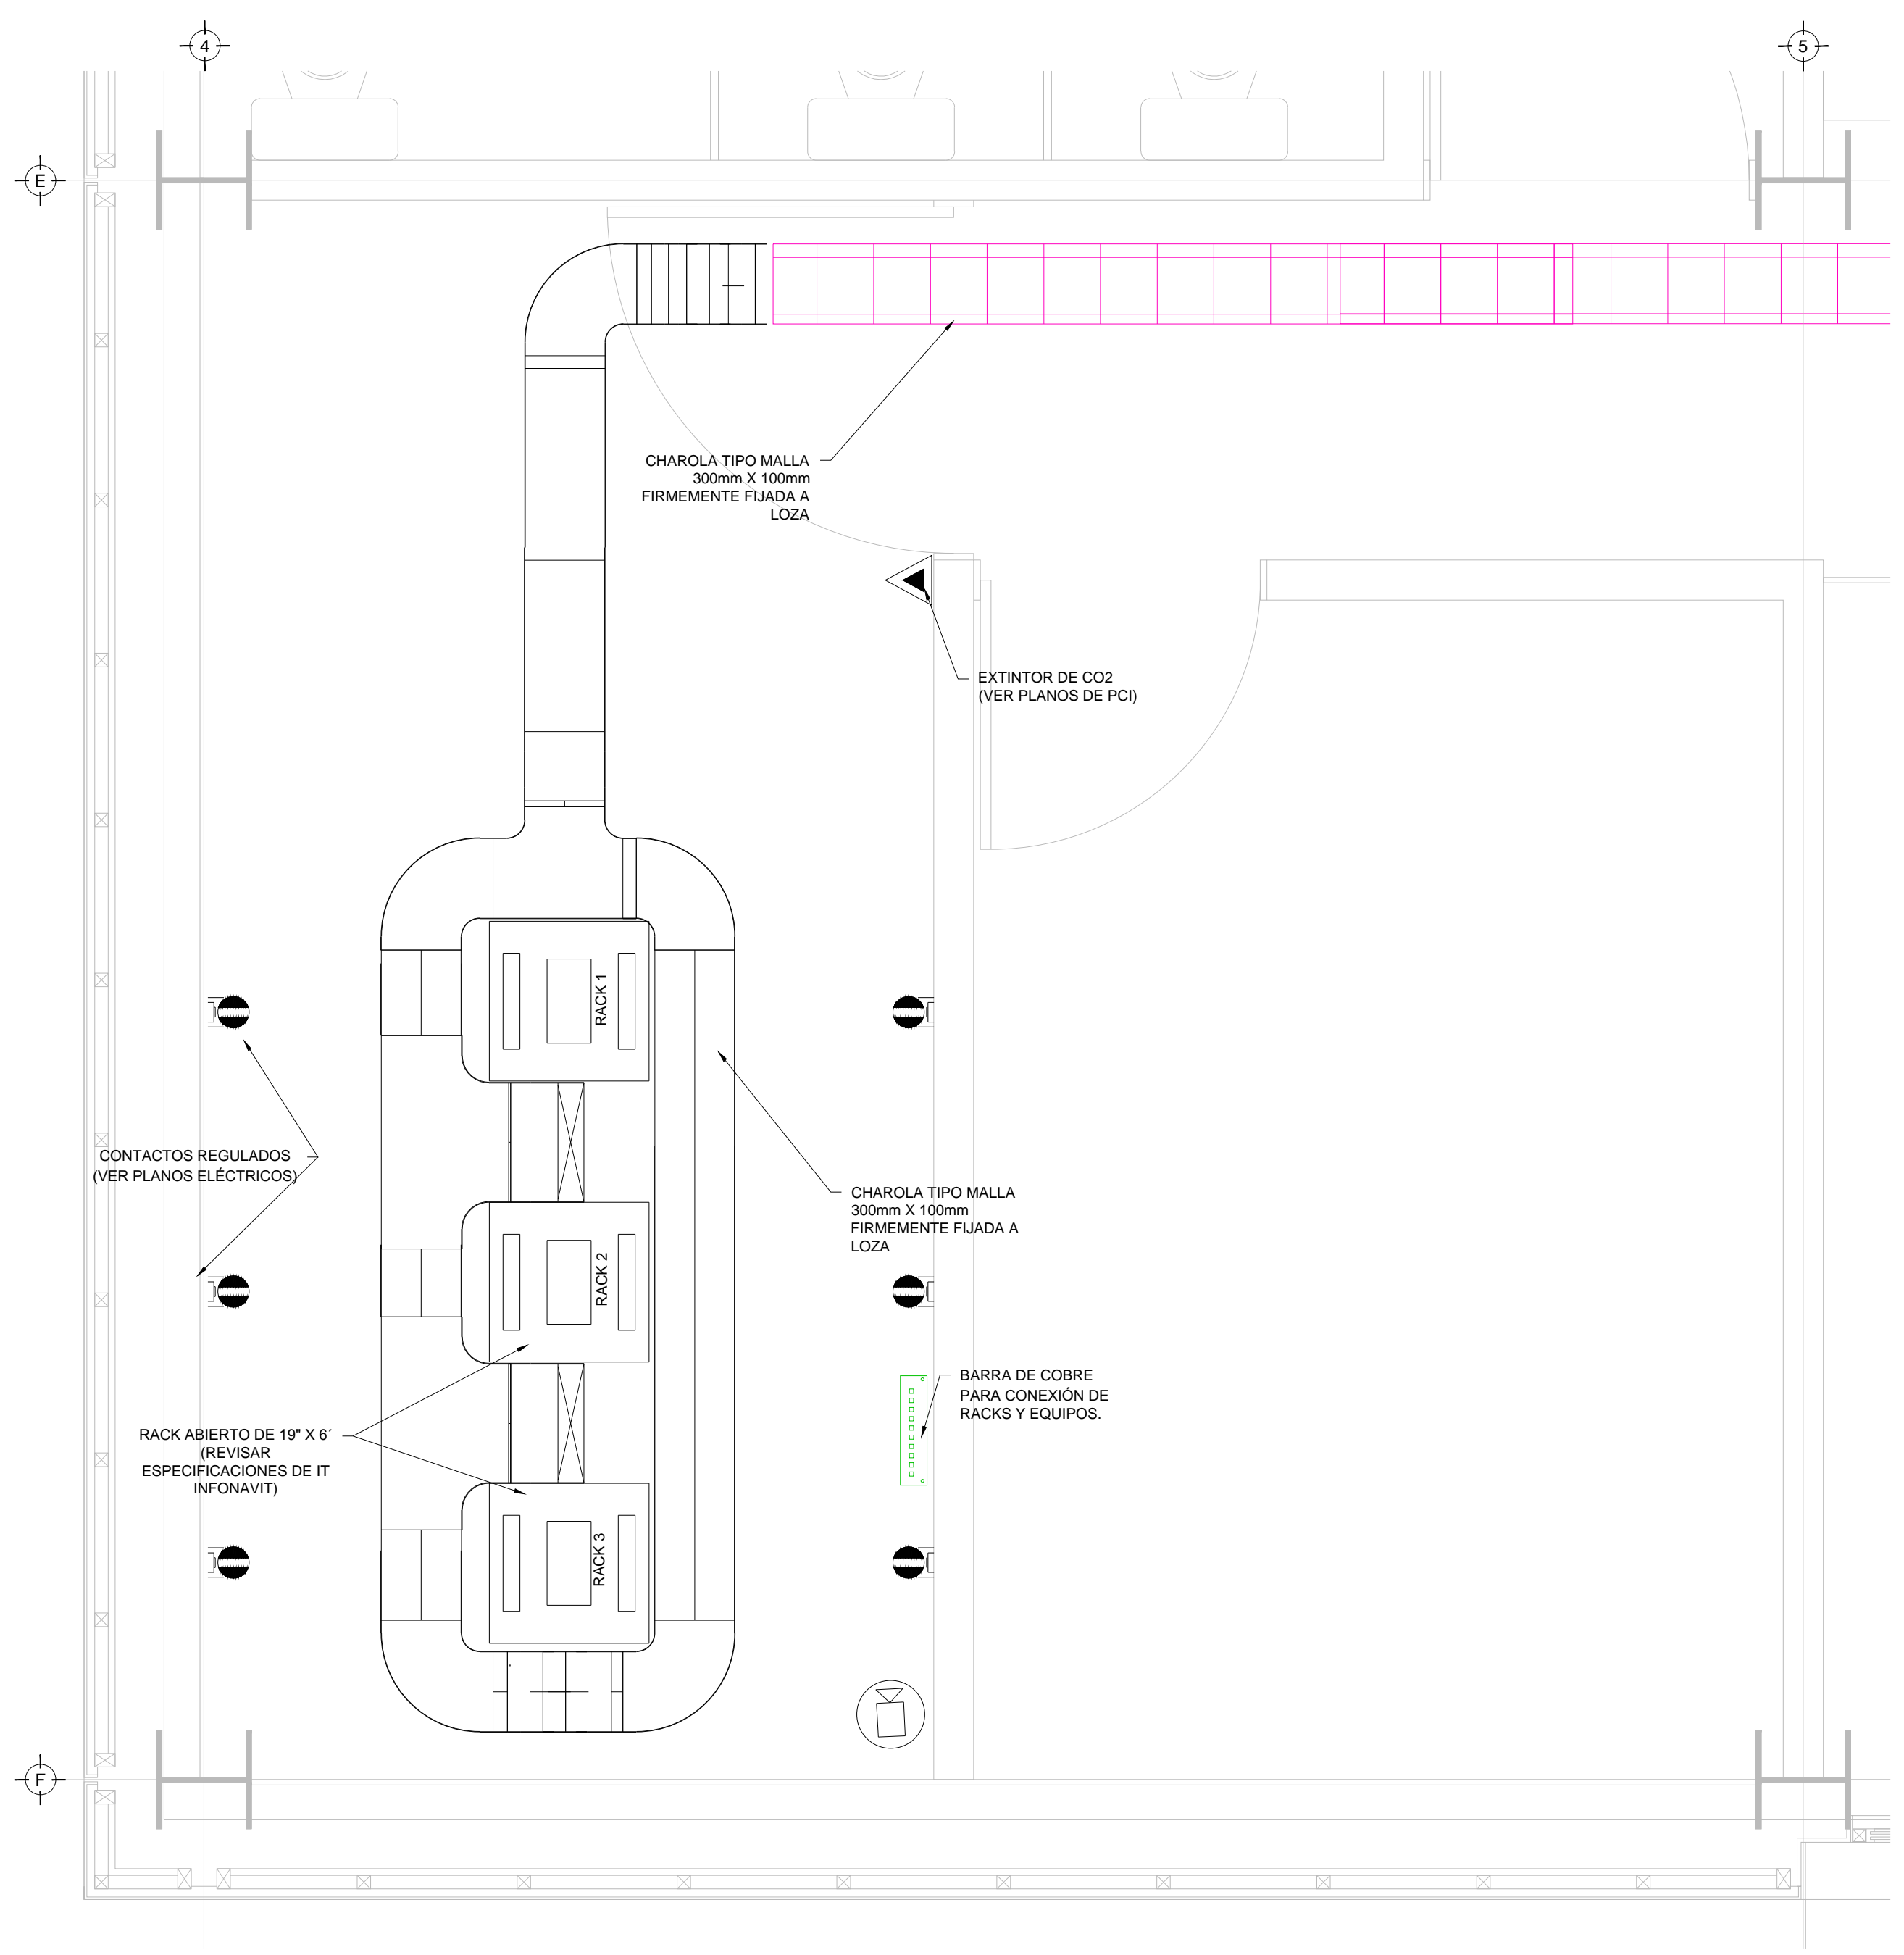 4
5
E
CHAROLA TIPO MALLA
300mm X 100mm
FIRMEMENTE FIJADA A
LOZA
EXTINTOR DE CO2
(VER PLANOS DE PCI)
RACK 1
CONTACTOS REGULADOS
(VER PLANOS ELÉCTRICOS)
CHAROLA TIPO MALLA
300mm X 100mm
FIRMEMENTE FIJADA A
LOZA
RACK 2
BARRA DE COBRE
PARA CONEXIÓN DE
RACKS Y EQUIPOS.
RACK ABIERTO DE 19" X 6´
(REVISAR
ESPECIFICACIONES DE IT
INFONAVIT)
RACK 3
F